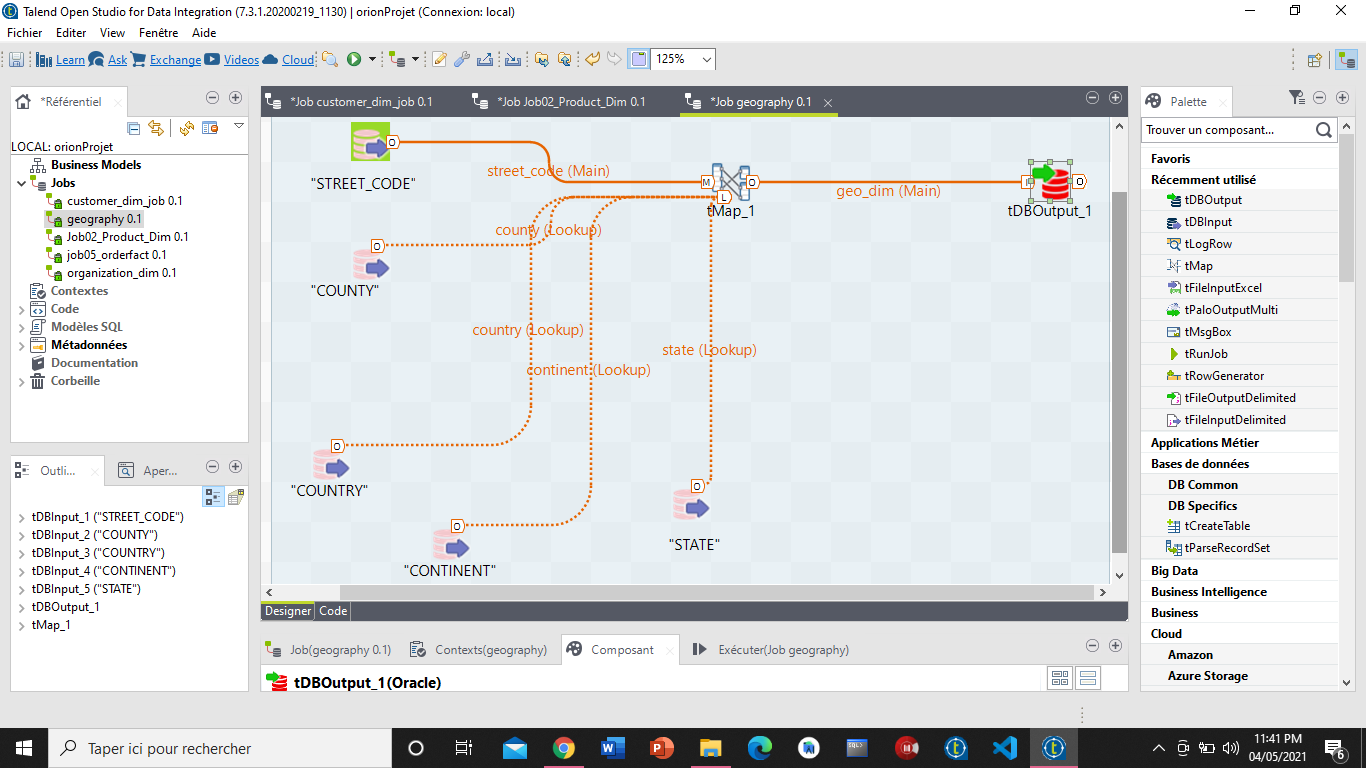 Talend Open Studio for Data Integration (7.3.1.20200219_1130) | orionProjet (Connexion: local)
Fichier Editer View Fenêtre Aide
Learn Ask Exchange Videos Cloud 125%
*Référentiel
LOCAL: orionProjet
Business Models
Jobs
customer_dim_job 0.1
geography 0.1
Job02_Product_Dim 0.1
job05_orderfact 0.1
organization_dim 0.1
Contextes
Code
Modèles SQL
Métadonnées
Documentation
Corbeille
Outli... Aper...
tDBInput_1 ("STREET_CODE")
tDBInput_2 ("COUNTY")
tDBInput_3 ("COUNTRY")
tDBInput_4 ("CONTINENT")
tDBInput_5 ("STATE")
tDBOutput_1
tMap_1
*Job customer_dim_job 0.1 *Job Job02_Product_Dim 0.1 *Job geography 0.1
O
"STREET_CODE"
street_code (Main)
M O
L
tMap_1
geo_dim (Main)
O
tDBOutput_1
county (Lookup)
O
"COUNTY"
country (Lookup)
state (Lookup)
continent (Lookup)
O
"COUNTRY"
O
"STATE"
O
"CONTINENT"
Designer Code
Job(geography 0.1) Contexts(geography) Composant Exécuter(Job geography)
tDBOutput_1(Oracle)
Palette
Trouver un composant...
Favoris
Récemment utilisé
tDBOutput
tDBInput
tLogRow
tMap
tFileInputExcel
tPaloOutputMulti
tMsgBox
tRunJob
tRowGenerator
tFileOutputDelimited
tFileInputDelimited
Applications Métier
Bases de données
DB Common
DB Specifics
tCreateTable
tParseRecordSet
Big Data
Business Intelligence
Business
Cloud
Amazon
Azure Storage
Taper ici pour rechercher
11:41 PM
04/05/2021
6